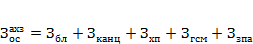 З_ос^ахз = З_бл + З_канц + З_хп + З_гсм + З_зпа